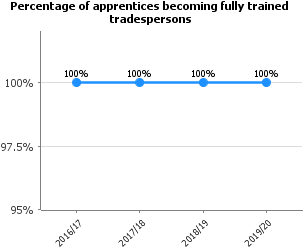 Percentage of apprentices becoming fully trained
tradespersons
100% 100% 100% 100%
100%
97.5%
95%
2016/17 2017/18 2018/19 2019/20